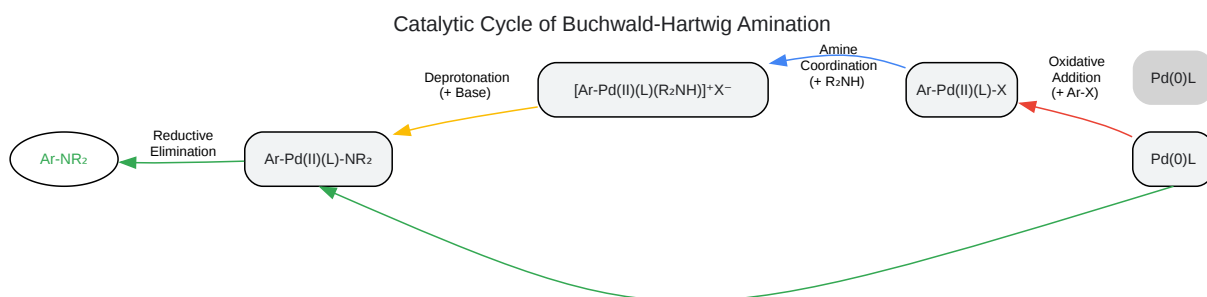 Catalytic Cycle of Buchwald-Hartwig Amination
Amine
Coordination
(+ R₂NH)
Oxidative
Addition
(+ Ar-X)
Pd(0)L
Deprotonation
(+ Base)
[Ar-Pd(II)(L)(R₂NH)]⁺X⁻
Ar-Pd(II)(L)-X
Reductive
Elimination
Ar-NR₂
Ar-Pd(II)(L)-NR₂
Pd(0)L